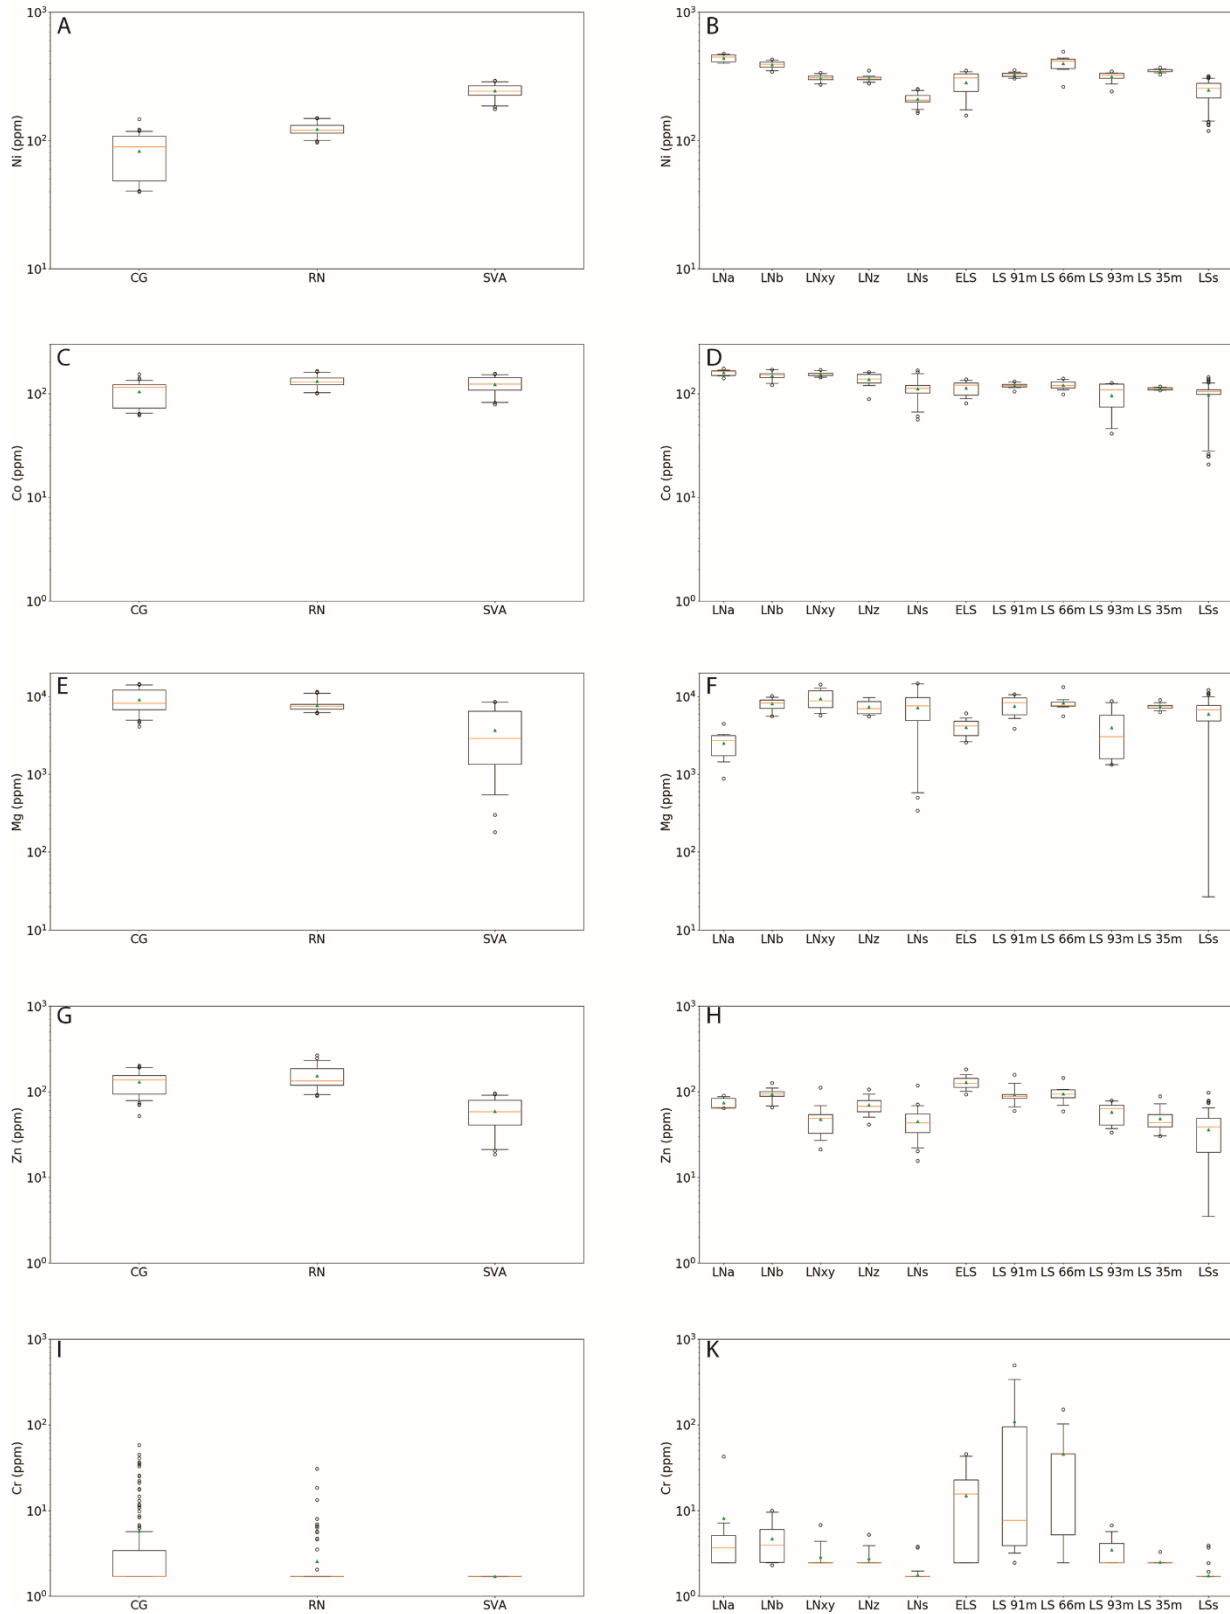 A
Ni (ppm)
10³
10²
10¹
CG RN SVA
B
Ni (ppm)
10³
10²
10¹
LNa LNb LNxy LNz LNs ELS LS 91m LS 66m LS 93m LS 35m LSs
C
Co (ppm)
10²
10¹
10⁰
CG RN SVA
D
Co (ppm)
10²
10¹
10⁰
LNa LNb LNxy LNz LNs ELS LS 91m LS 66m LS 93m LS 35m LSs
E
Mg (ppm)
10⁴
10³
10²
10¹
CG RN SVA
F
Mg (ppm)
10⁴
10³
10²
10¹
LNa LNb LNxy LNz LNs ELS LS 91m LS 66m LS 93m LS 35m LSs
G
Zn (ppm)
10³
10²
10¹
10⁰
CG RN SVA
H
Zn (ppm)
10³
10²
10¹
10⁰
LNa LNb LNxy LNz LNs ELS LS 91m LS 66m LS 93m LS 35m LSs
I
Cr (ppm)
10³
10²
10¹
10⁰
CG RN SVA
K
Cr (ppm)
10³
10²
10¹
10⁰
LNa LNb LNxy LNz LNs ELS LS 91m LS 66m LS 93m LS 35m LSs